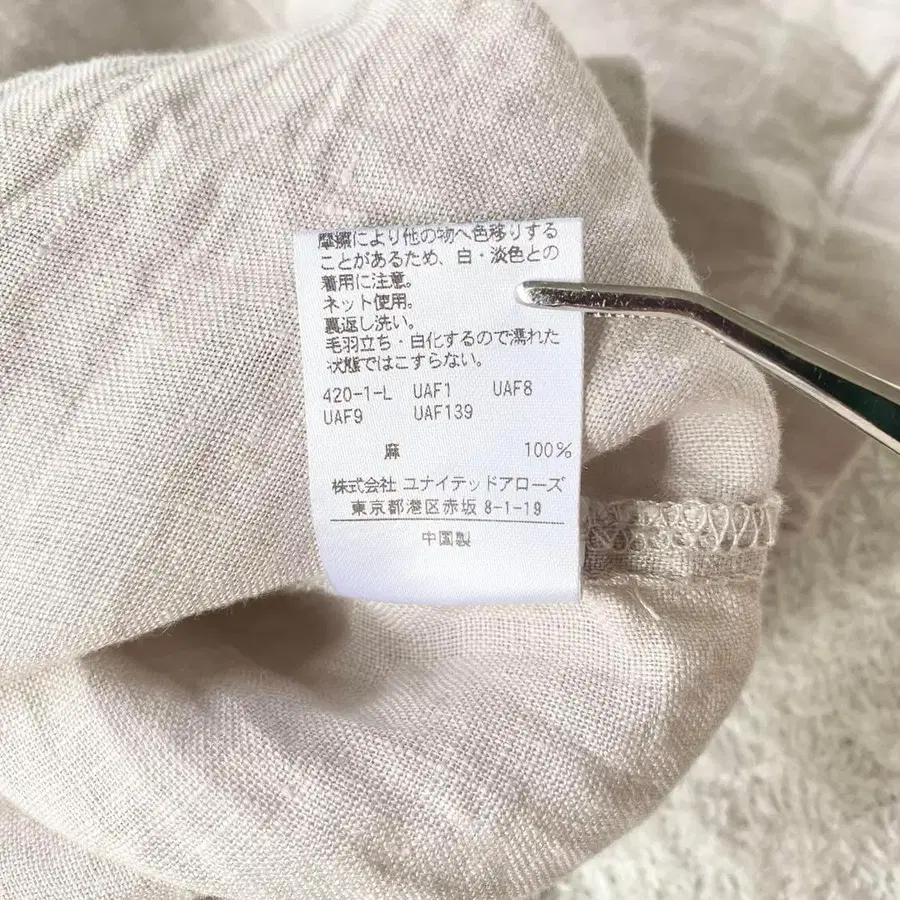 摩擦により他の物へ色移りする
ことがあるため、白・淡色との
着用に注意。
ネット使用。
裏返し洗い。
毛羽立ち・白化するので濡れた
状態ではこすらない。
420-1-L UAF1 UAF8
UAF9 UAF139
麻 100%
株式会社 ユナイテッドアローズ
東京都港区赤坂 8-1-19
中国製